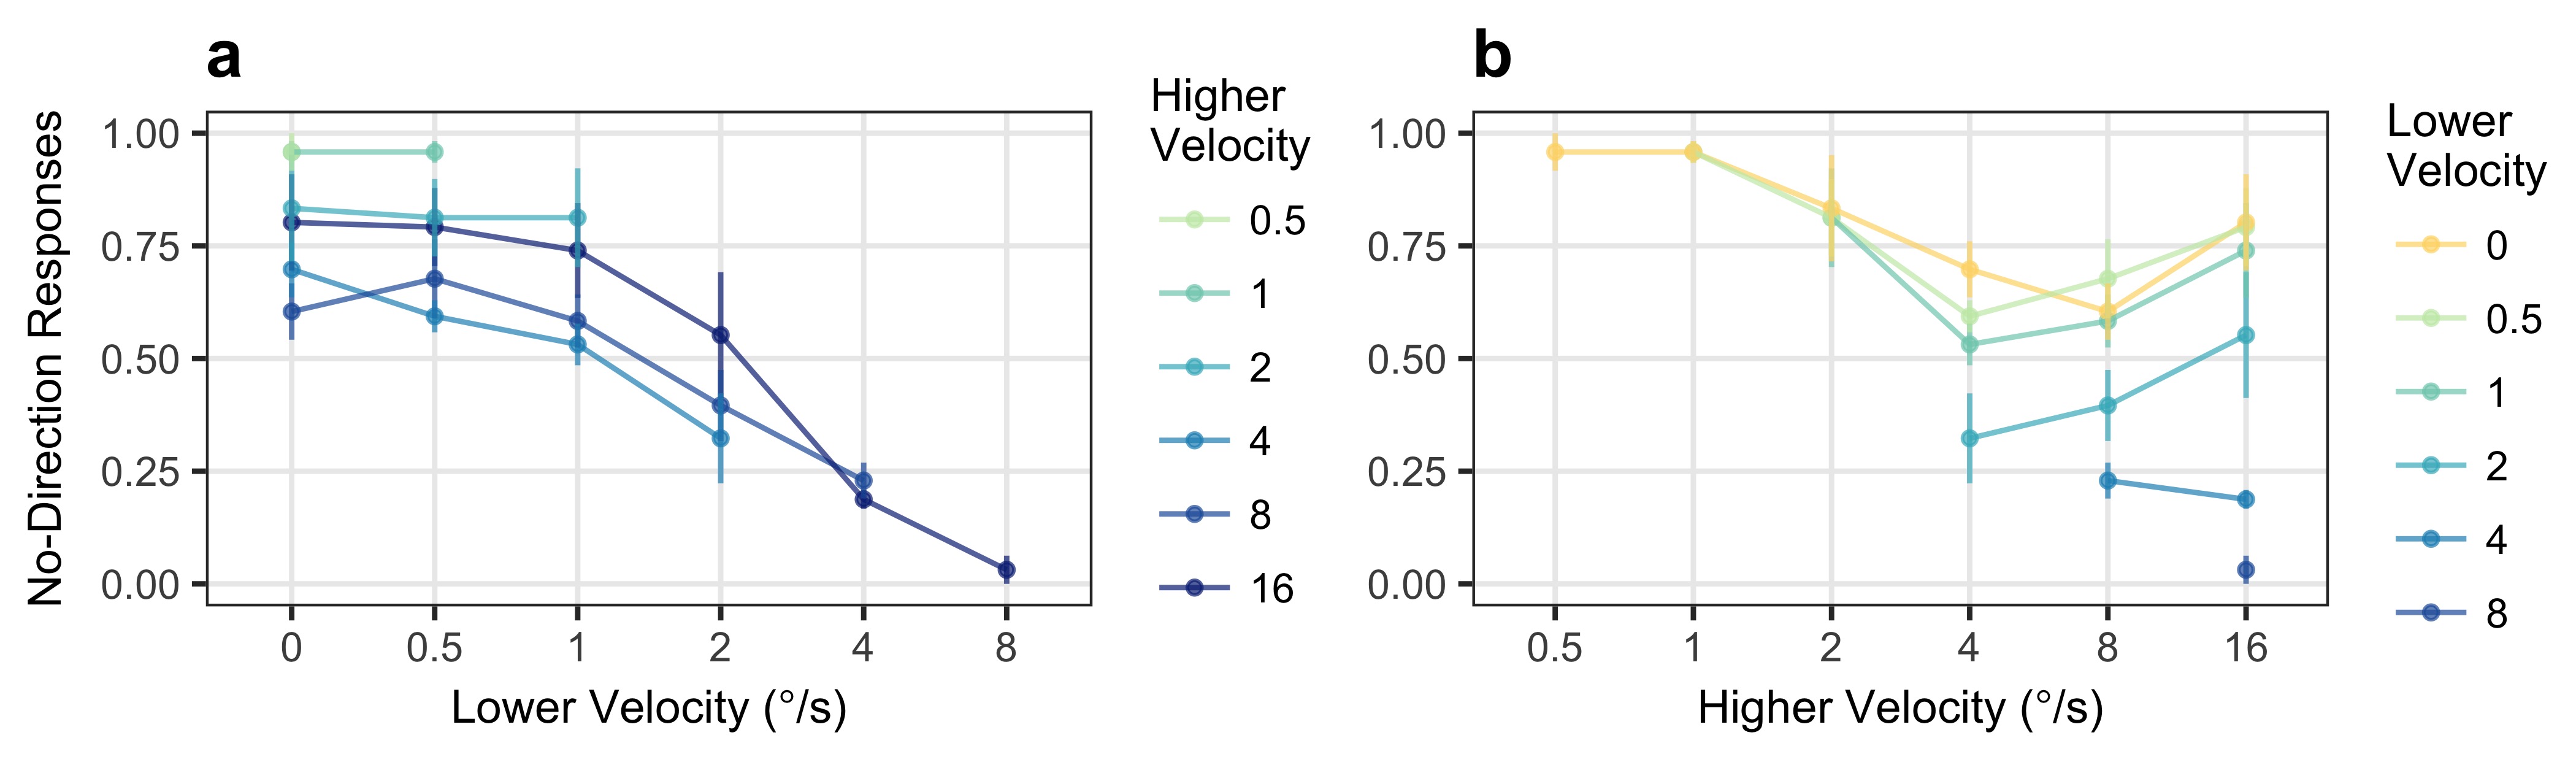 a
No-Direction Responses
1.00
0.75
0.50
0.25
0.00
0 0.5 1 2 4 8
Lower Velocity (°/s)
Higher
Velocity
0.5
1
2
4
8
16
b
1.00
0.75
0.50
0.25
0.00
0.5 1 2 4 8 16
Higher Velocity (°/s)
Lower
Velocity
0
0.5
1
2
4
8